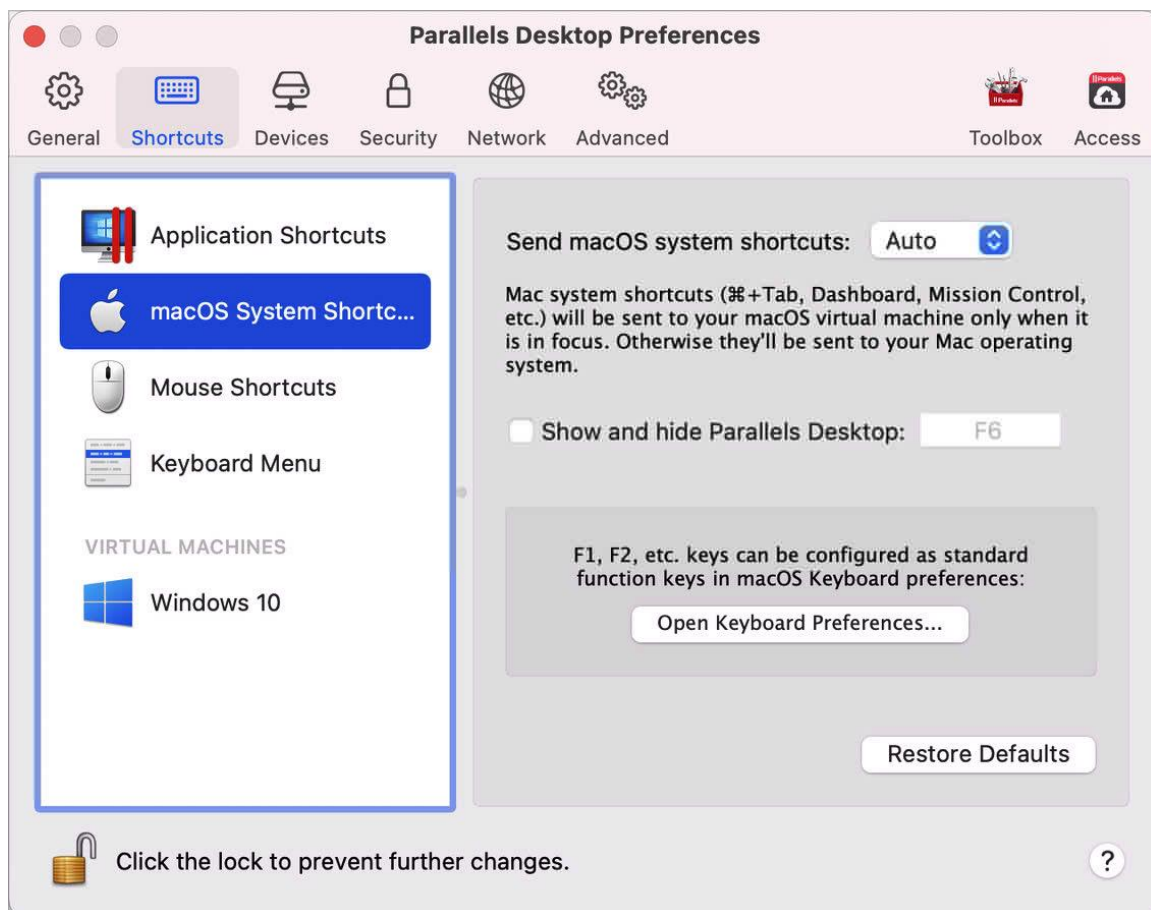 Parallels Desktop Preferences
General Shortcuts Devices Security Network Advanced Toolbox Access
Application Shortcuts
macOS System Shortc...
Mouse Shortcuts
Keyboard Menu
VIRTUAL MACHINES
Windows 10
Send macOS system shortcuts: Auto
Mac system shortcuts (⌘+Tab, Dashboard, Mission Control,
etc.) will be sent to your macOS virtual machine only when it
is in focus. Otherwise they'll be sent to your Mac operating
system.
Show and hide Parallels Desktop: F6
F1, F2, etc. keys can be configured as standard
function keys in macOS Keyboard preferences:
Open Keyboard Preferences...
Restore Defaults
Click the lock to prevent further changes.
?